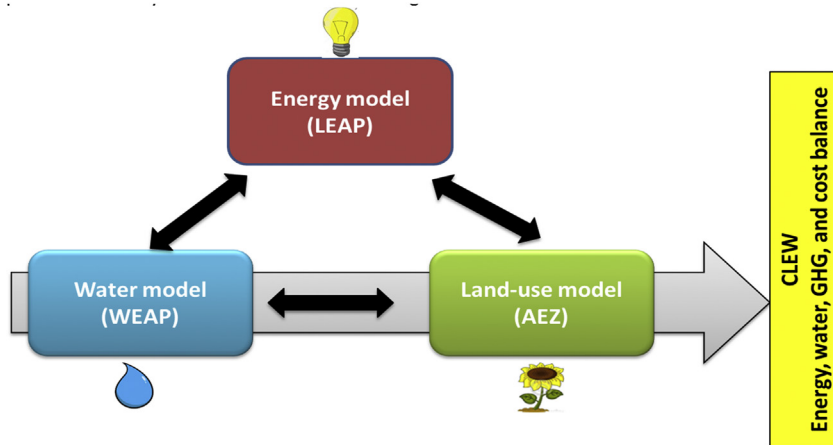 Energy model
(LEAP)
Water model
(WEAP)
Land-use model
(AEZ)
CLEW
Energy, water, GHG, and cost balance